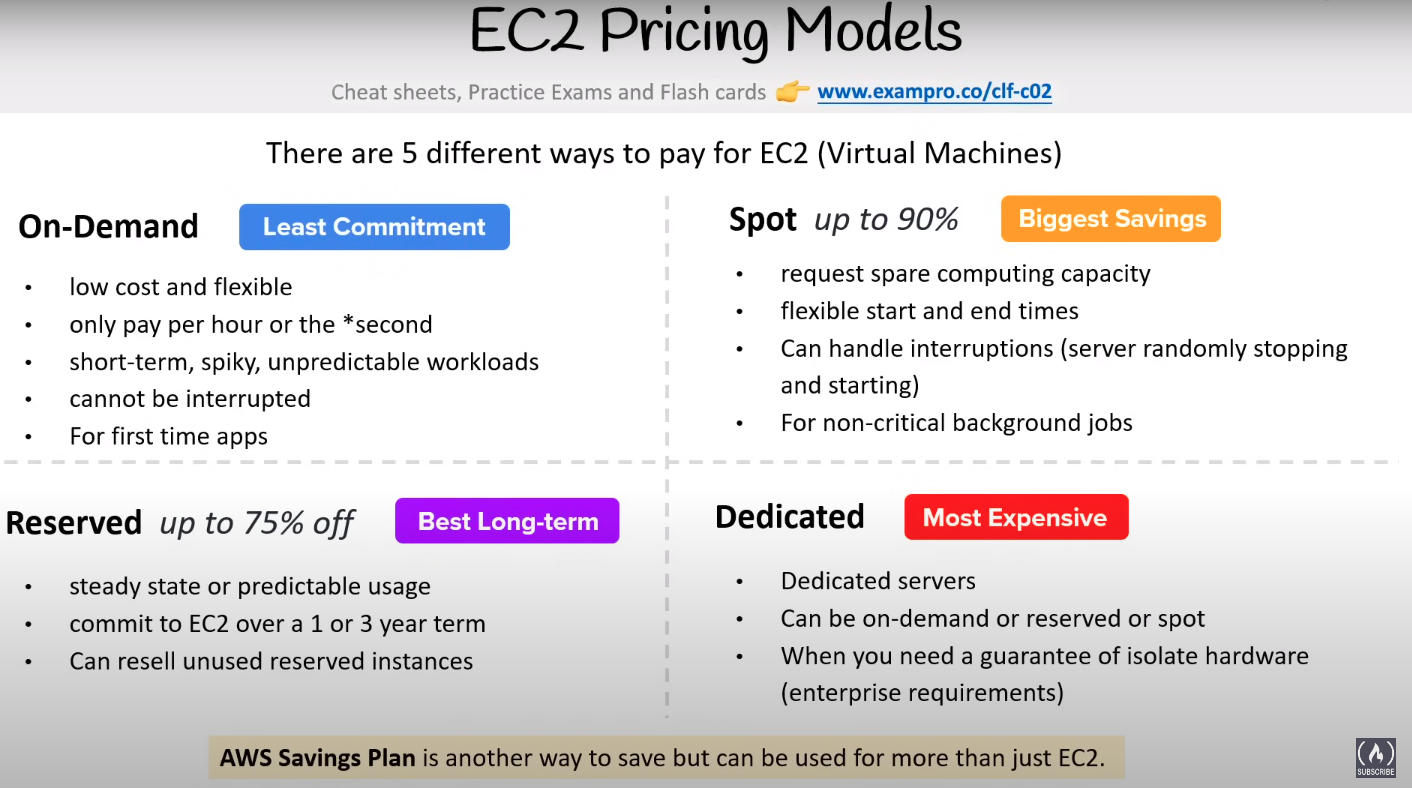 EC2 Pricing Models
Cheat sheets, Practice Exams and Flash cards 👉 www.exampro.co/clf-c02
There are 5 different ways to pay for EC2 (Virtual Machines)
On-Demand Least Commitment
• low cost and flexible
• only pay per hour or the *second
• short-term, spiky, unpredictable workloads
• cannot be interrupted
• For first time apps
Spot up to 90% Biggest Savings
• request spare computing capacity
• flexible start and end times
• Can handle interruptions (server randomly stopping
and starting)
• For non-critical background jobs
Reserved up to 75% off Best Long-term
• steady state or predictable usage
• commit to EC2 over a 1 or 3 year term
• Can resell unused reserved instances
Dedicated Most Expensive
• Dedicated servers
• Can be on-demand or reserved or spot
• When you need a guarantee of isolate hardware
(enterprise requirements)
AWS Savings Plan is another way to save but can be used for more than just EC2.
SUBSCRIBE